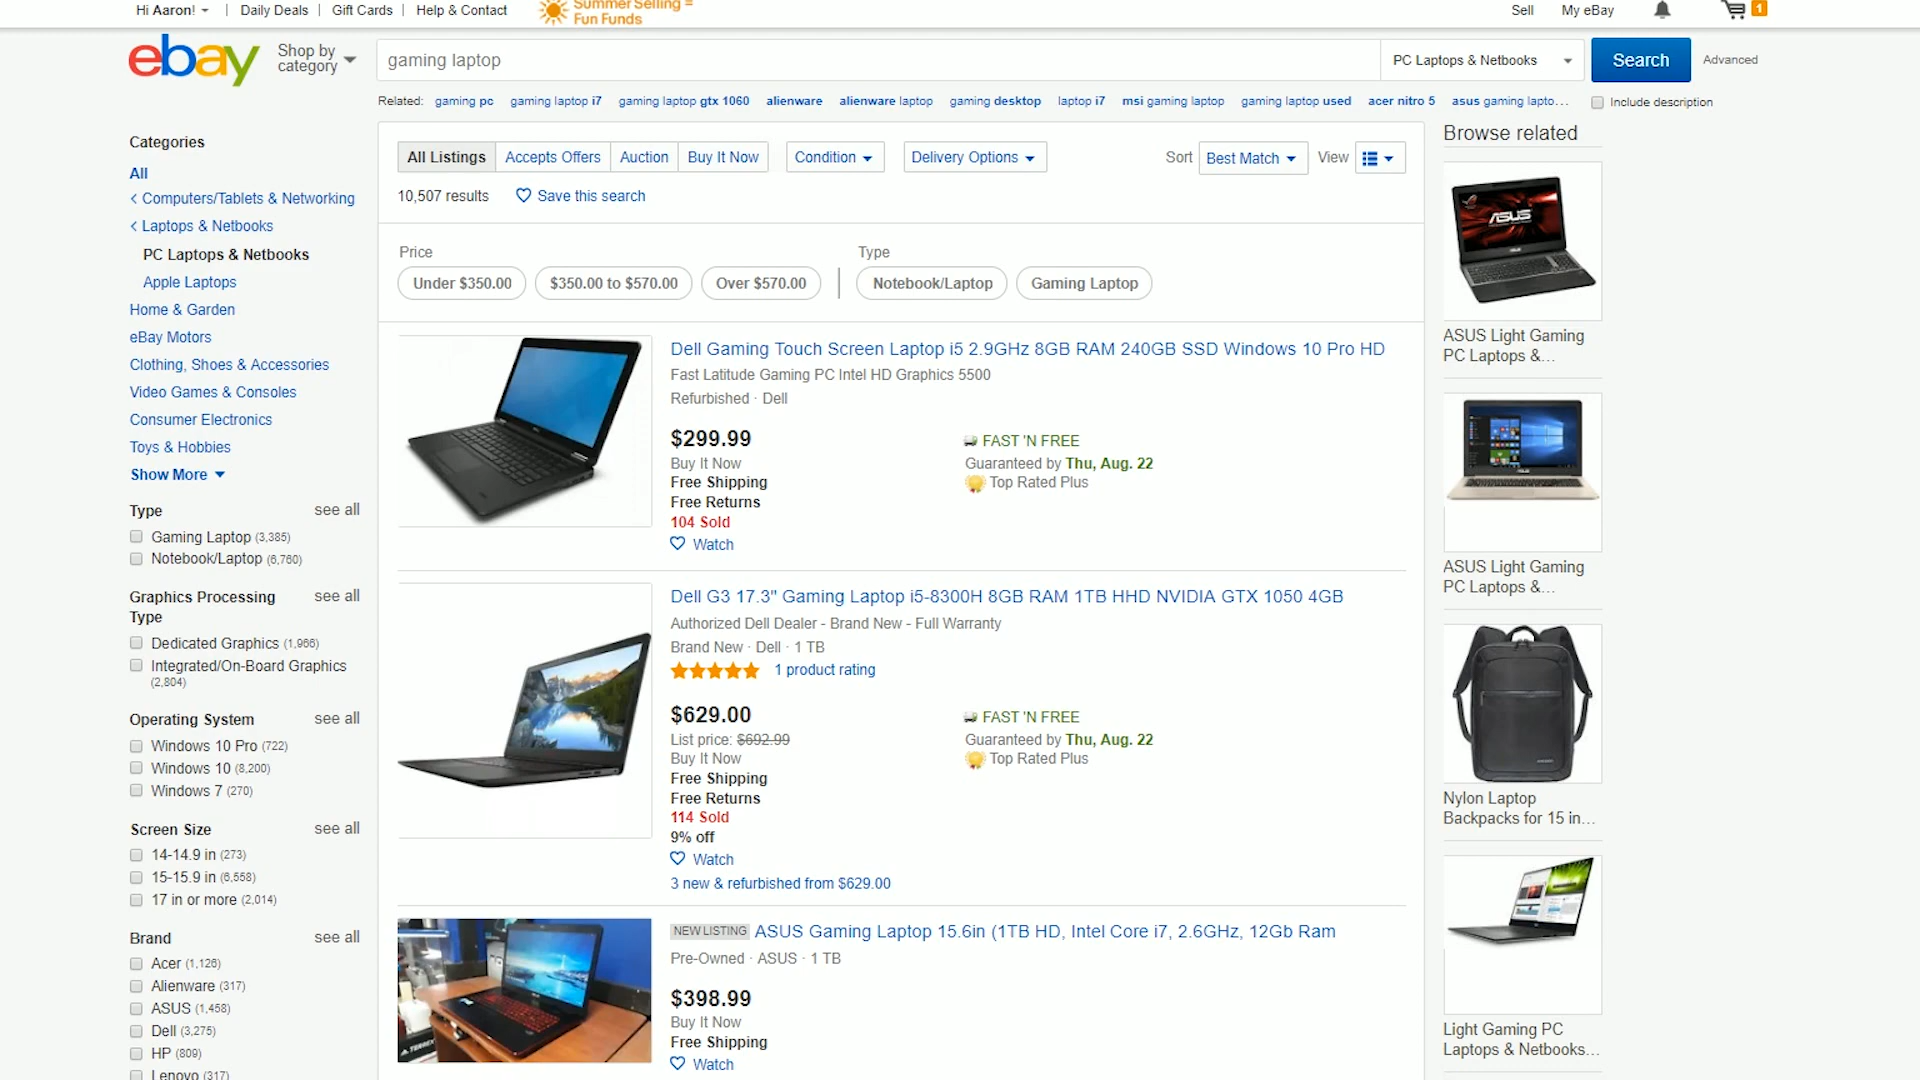 Hi Aaron!
Daily Deals
Gift Cards
Help & Contact
Summer Selling =
Fun Funds
Sell
My eBay
1
ebay
Shop by
category
gaming laptop
PC Laptops & Netbooks
Search
Advanced
Related: gaming pc gaming laptop i7 gaming laptop gtx 1060 alienware alienware laptop gaming desktop laptop i7 msi gaming laptop gaming laptop used acer nitro 5 asus gaming lapto...
Include description
Categories
All
Computers/Tablets & Networking
Laptops & Netbooks
PC Laptops & Netbooks
Apple Laptops
Home & Garden
eBay Motors
Clothing, Shoes & Accessories
Video Games & Consoles
Consumer Electronics
Toys & Hobbies
Show More
Type see all
Gaming Laptop (3,385)
Notebook/Laptop (6,760)
Graphics Processing see all
Type
Dedicated Graphics (1,966)
Integrated/On-Board Graphics
(2,804)
Operating System see all
Windows 10 Pro (722)
Windows 10 (8,200)
Windows 7 (270)
Screen Size see all
14-14.9 in (273)
15-15.9 in (6,558)
17 in or more (2,014)
Brand see all
Acer (1,126)
Alienware (317)
ASUS (1,458)
Dell (3,275)
HP (809)
Lenovo (317)
All Listings
Accepts Offers
Auction
Buy It Now
Condition
Delivery Options
Sort Best Match
View
10,507 results
Save this search
Price
Under $350.00
$350.00 to $570.00
Over $570.00
Type
Notebook/Laptop
Gaming Laptop
Dell Gaming Touch Screen Laptop i5 2.9GHz 8GB RAM 240GB SSD Windows 10 Pro HD
Fast Latitude Gaming PC Intel HD Graphics 5500
Refurbished · Dell
$299.99
Buy It Now
Free Shipping
Free Returns
104 Sold
Watch
FAST 'N FREE
Guaranteed by Thu, Aug. 22
Top Rated Plus
Dell G3 17.3" Gaming Laptop i5-8300H 8GB RAM 1TB HHD NVIDIA GTX 1050 4GB
Authorized Dell Dealer - Brand New - Full Warranty
Brand New · Dell · 1 TB
1 product rating
$629.00
List price: $692.99
Buy It Now
Free Shipping
Free Returns
114 Sold
9% off
Watch
3 new & refurbished from $629.00
FAST 'N FREE
Guaranteed by Thu, Aug. 22
Top Rated Plus
NEW LISTING ASUS Gaming Laptop 15.6in (1TB HD, Intel Core i7, 2.6GHz, 12Gb Ram
Pre-Owned · ASUS · 1 TB
$398.99
Buy It Now
Free Shipping
Watch
Browse related
ASUS
ASUS Light Gaming
PC Laptops &...
ASUS Light Gaming
PC Laptops &...
Nylon Laptop
Backpacks for 15 in...
Light Gaming PC
Laptops & Netbooks...